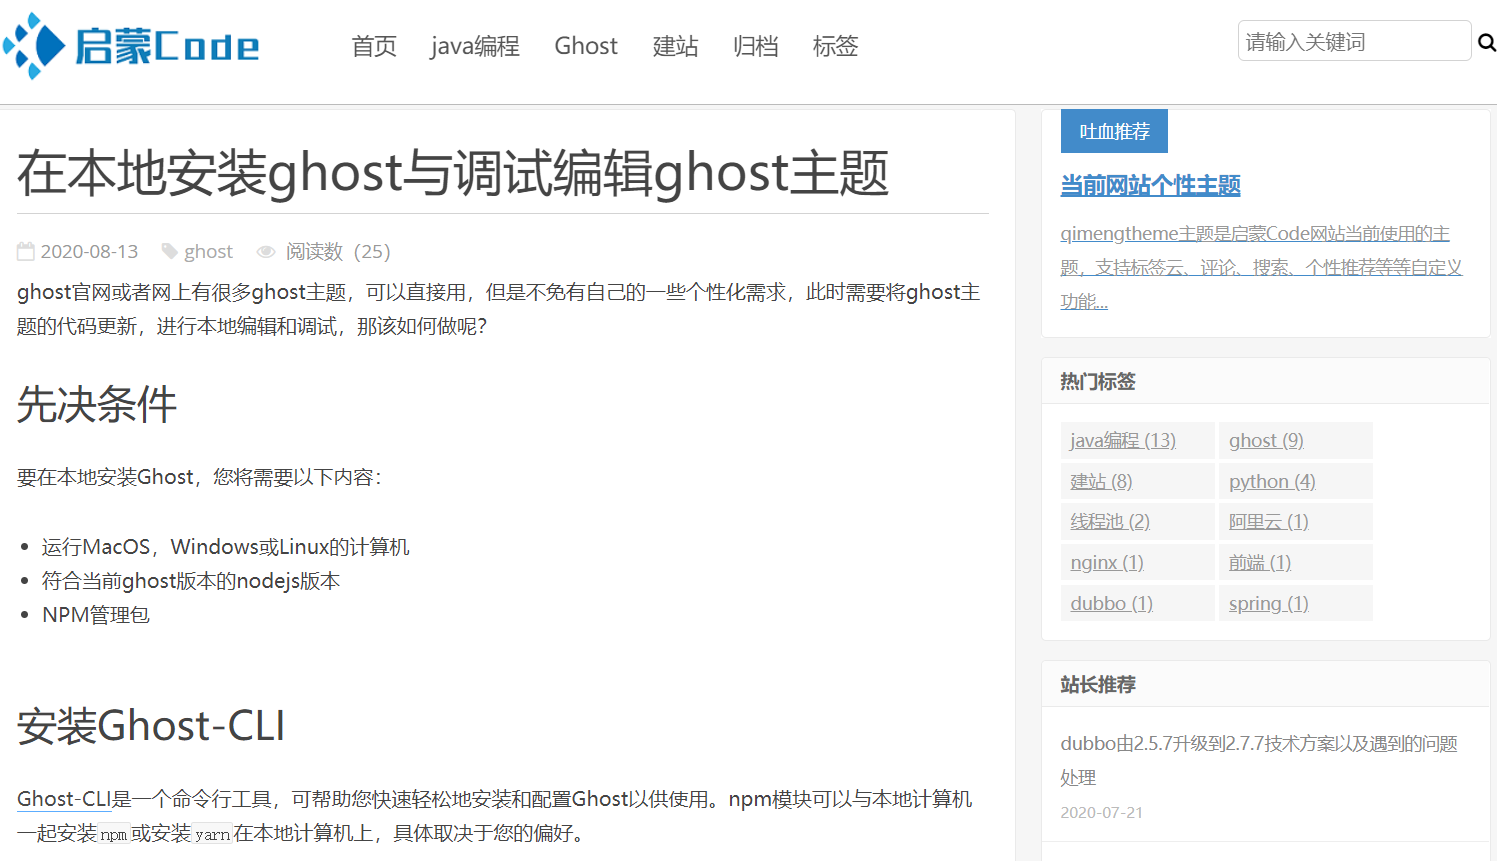 启蒙Code
首页 java编程 Ghost 建站 归档 标签
请输入关键词
在本地安装ghost与调试编辑ghost主题
2020-08-13 ghost 阅读数（25）
ghost官网或者网上有很多ghost主题，可以直接用，但是不免有自己的一些个性化需求，此时需要将ghost主
题的代码更新，进行本地编辑和调试，那该如何做呢？
先决条件
要在本地安装Ghost，您将需要以下内容：
运行MacOS，Windows或Linux的计算机
符合当前ghost版本的nodejs版本
NPM管理包
安装Ghost-CLI
Ghost-CLI是一个命令行工具，可帮助您快速轻松地安装和配置Ghost以供使用。npm模块可以与本地计算机
一起安装npm或安装yarn在本地计算机上，具体取决于您的偏好。
吐血推荐
当前网站个性主题
qimengtheme主题是启蒙Code网站当前使用的主
题，支持标签云、评论、搜索、个性推荐等等自定义
功能...
热门标签
java编程 (13) ghost (9)
建站 (8) python (4)
线程池 (2) 阿里云 (1)
nginx (1) 前端 (1)
dubbo (1) spring (1)
站长推荐
dubbo由2.5.7升级到2.7.7技术方案以及遇到的问题
处理
2020-07-21